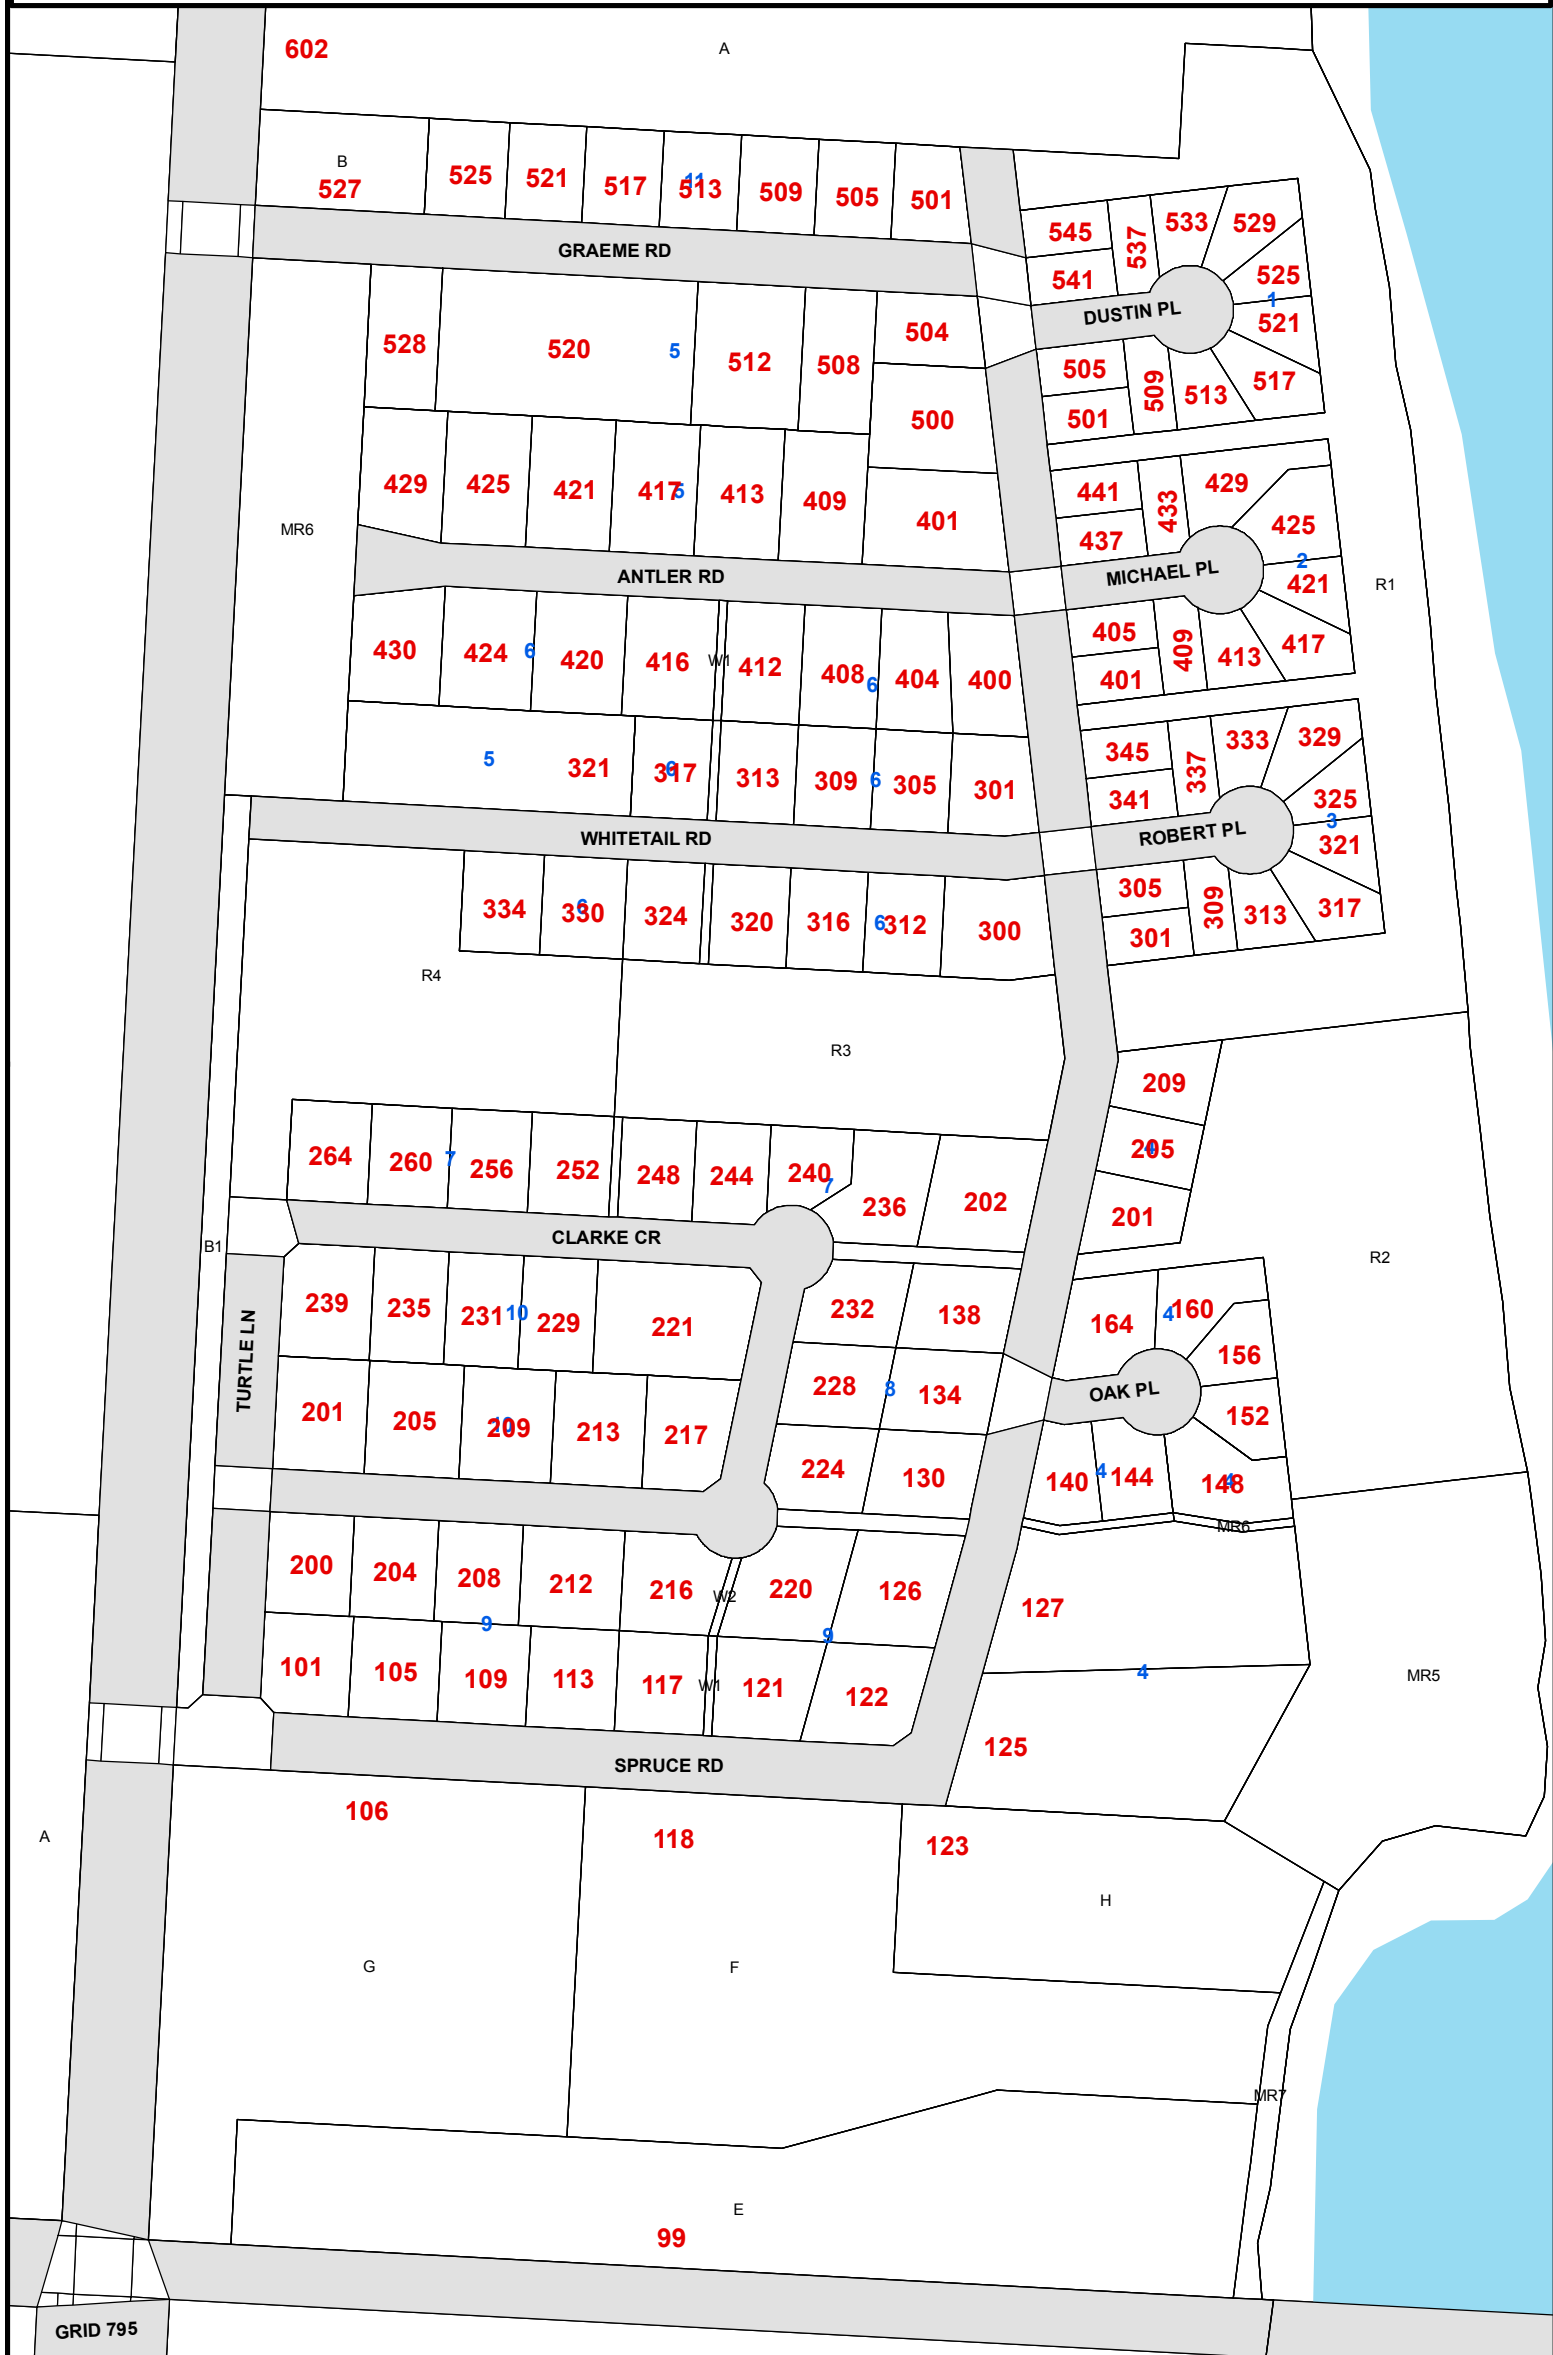 602
A
B
527 525 521 517 513 11 509 505 501
GRAEME RD
545 537 533 529
541 525
1
DUSTIN PL 521
528 520 5 512 508 504
505 509 513 517
500 501
429 425 421 417 5 413 409 401
441 433 429
437 425
MR6
ANTLER RD
MICHAEL PL 2
421
R1
430 424 6 420 416 W1 412 408 6 404 400
405 409 413 417
401
5 321 317 6 313 309 6 305 301
345 337 333 329
341 325
3
WHITETAIL RD
ROBERT PL 321
334 330 6 324 320 316 6 312 300
305 309 313 317
301
R4
R3
209
264 260 7 256 252 248 244 240 7 236 202
205 4
201
CLARKE CR
B1
R2
239 235 231 10 229 221 232 138
164 4 160
156
TURTLE LN
228 8 134
OAK PL
152
201 205 209 10 213 217
224 130
140 4 144 148 4
MR6
200 204 208 212 216 W2 220 126
127
9 9
101 105 109 113 117 W1 121 122
4
MR5
125
SPRUCE RD
106
118
123
A
H
G F
MR7
E
99
GRID 795